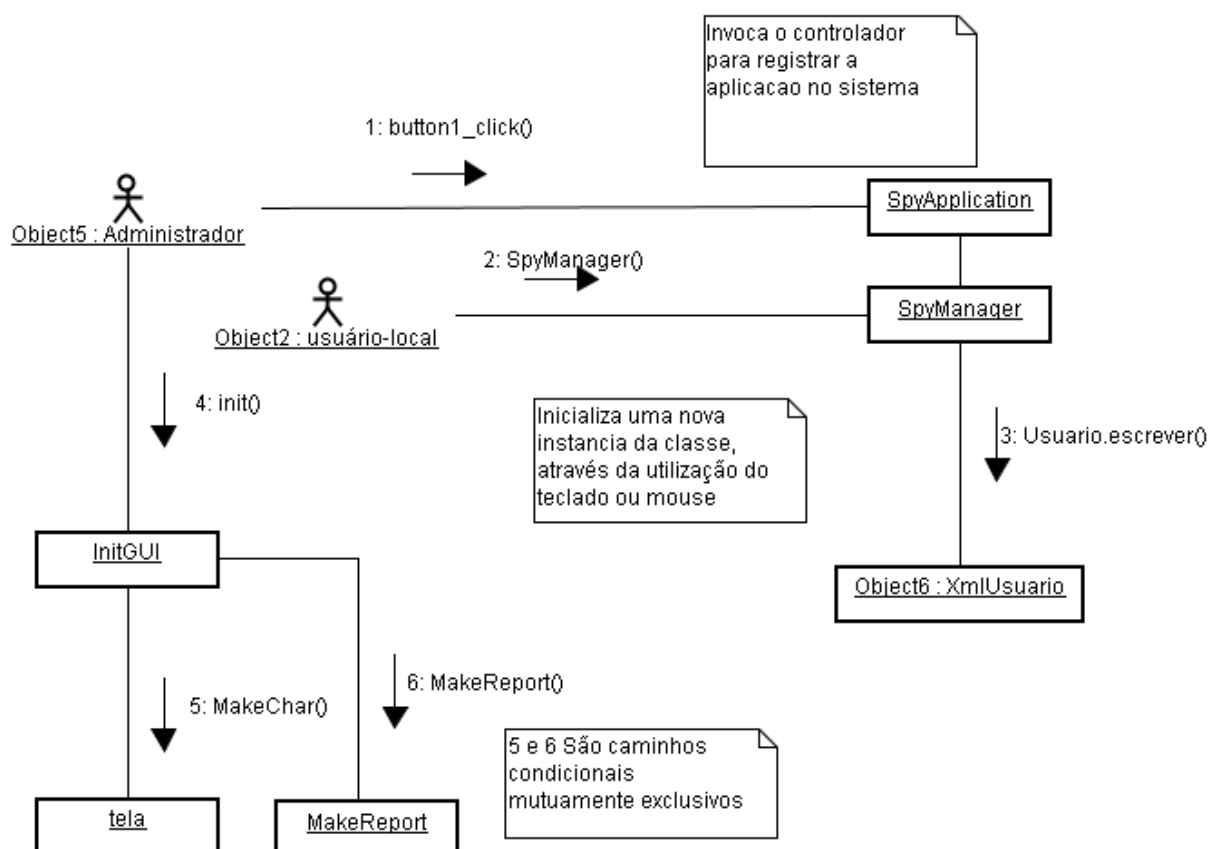 Invoca o controlador
para registrar a
aplicacao no sistema
1: button1_click()
SpyApplication
Object5 : Administrador
2: SpyManager()
SpyManager
Object2 : usuário-local
4: init()
Inicializa uma nova
instancia da classe,
através da utilização do
teclado ou mouse
3: Usuario.escrever()
InitGUI
Object6 : XmlUsuario
5: MakeChar()
6: MakeReport()
5 e 6 São caminhos
condicionais
mutuamente exclusivos
tela
MakeReport